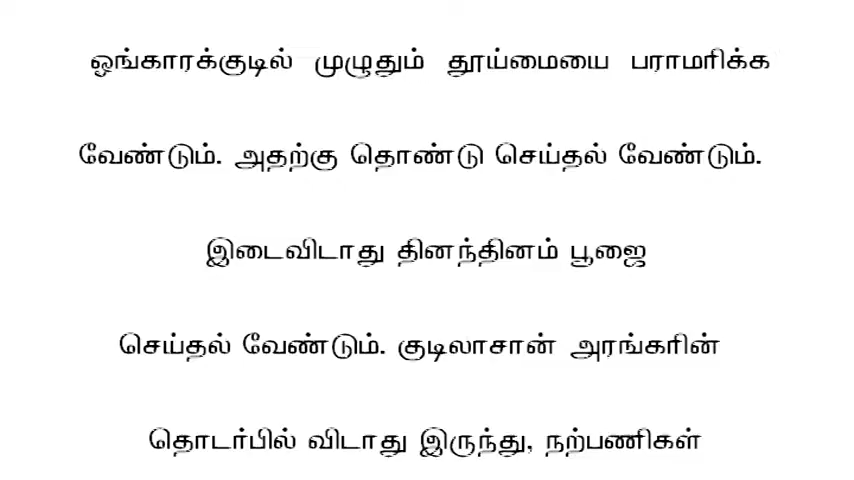 ஓங்காரக்குடில் முழுதும் தூய்மையை பராமரிக்க
வேண்டும். அதற்கு தொண்டு செய்தல் வேண்டும்.
இடைவிடாது தினந்தினம் பூஜை
செய்தல் வேண்டும். குடிலாசான் அரங்கரின்
தொடர்பில் விடாது இருந்து, நற்பணிகள்